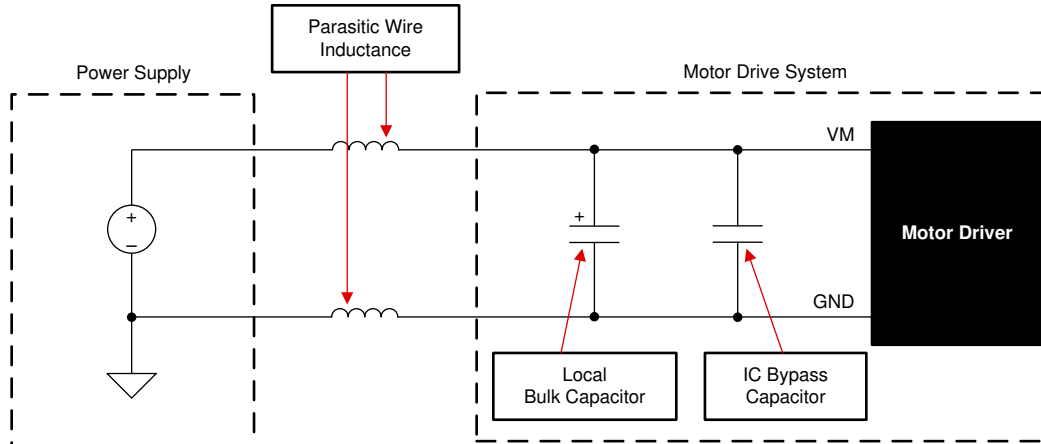 Parasitic Wire
Inductance
Power Supply
Motor Drive System
VM
+
–
+
Motor Driver
GND
Local
Bulk Capacitor
IC Bypass
Capacitor